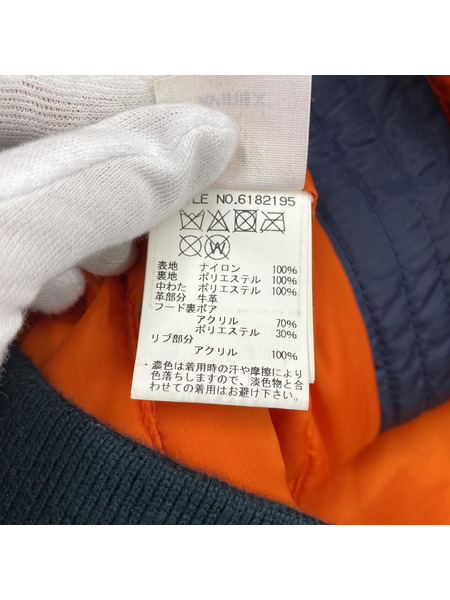 LE NO.6182195
W
表地 ナイロン 100%
裏地 ポリエステル 100%
中わた ポリエステル 100%
革部分 牛革
フード裏ボア
アクリル 70%
ポリエステル 30%
リブ部分
アクリル 100%
濃色は着用時の汗や摩擦により
色落ちしますので、淡色物と合
わせての着用はお避け下さい。